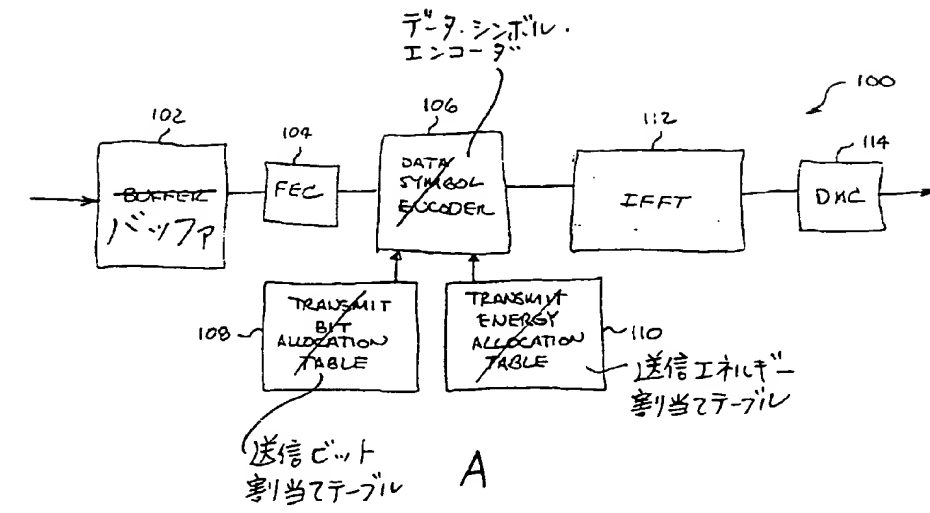 データ・シンボル・
エンコーダ
100
102
104
106
112
114
BUFFER
バッファ
FEC
DATA
SYMBOL
ENCODER
IFFT
DMC
108
TRANSMIT
BIT
ALLOCATION
TABLE
TRANSMIT
ENERGY
ALLOCATION
TABLE
110
送信エネルギー
割り当てテーブル
送信ビット
割り当てテーブル
A